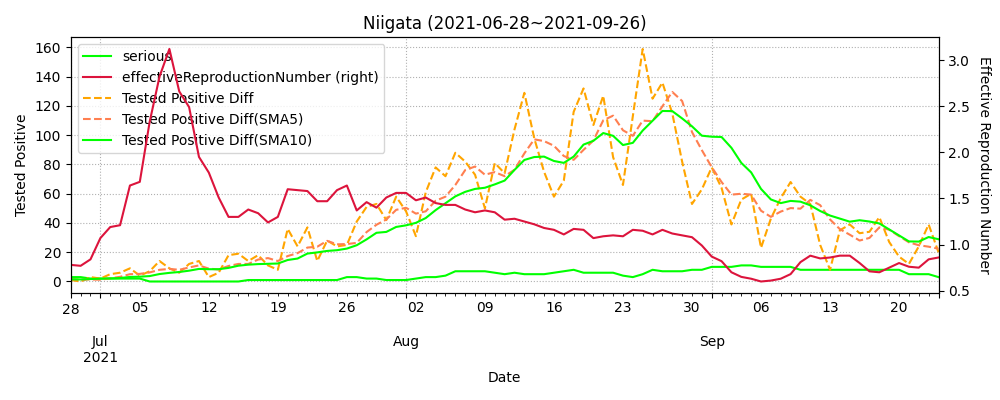 Niigata (2021-06-28~2021-09-26)
serious
effectiveReproductionNumber (right)
Tested Positive Diff
Tested Positive Diff(SMA5)
Tested Positive Diff(SMA10)
Tested Positive
160
140
120
100
80
60
40
20
0
3.0
2.5
2.0
1.5
1.0
0.5
Effective Reproduction Number
28 05 12 19 26 02 09 16 23 30 06 13 20
Jul Aug Sep
2021
Date